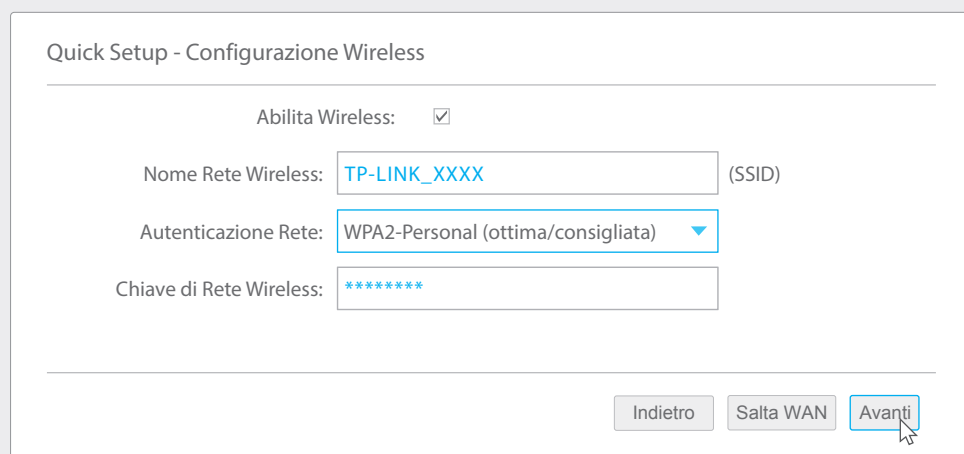 Quick Setup - Configurazione Wireless
Abilita Wireless:
Nome Rete Wireless: TP-LINK_XXXX (SSID)
Autenticazione Rete: WPA2-Personal (ottima/consigliata)
Chiave di Rete Wireless: ********
Indietro Salta WAN Avanti